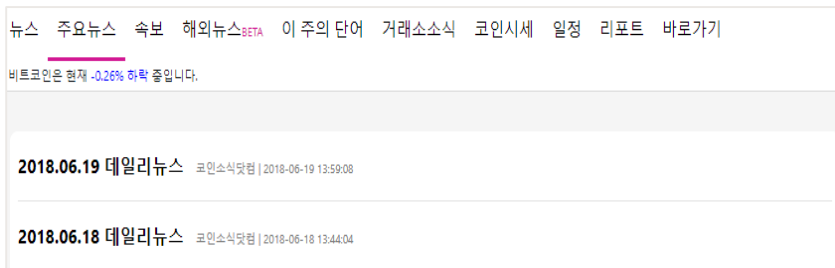 뉴스 주요뉴스 속보 해외뉴스BETA 이 주의 단어 거래소소식 코인시세 일정 리포트 바로가기
비트코인은 현재 -0.26% 하락 중입니다.
2018.06.19 데일리뉴스 코인소식닷컴 | 2018-06-19 13:59:08
2018.06.18 데일리뉴스 코인소식닷컴 | 2018-06-18 13:44:04